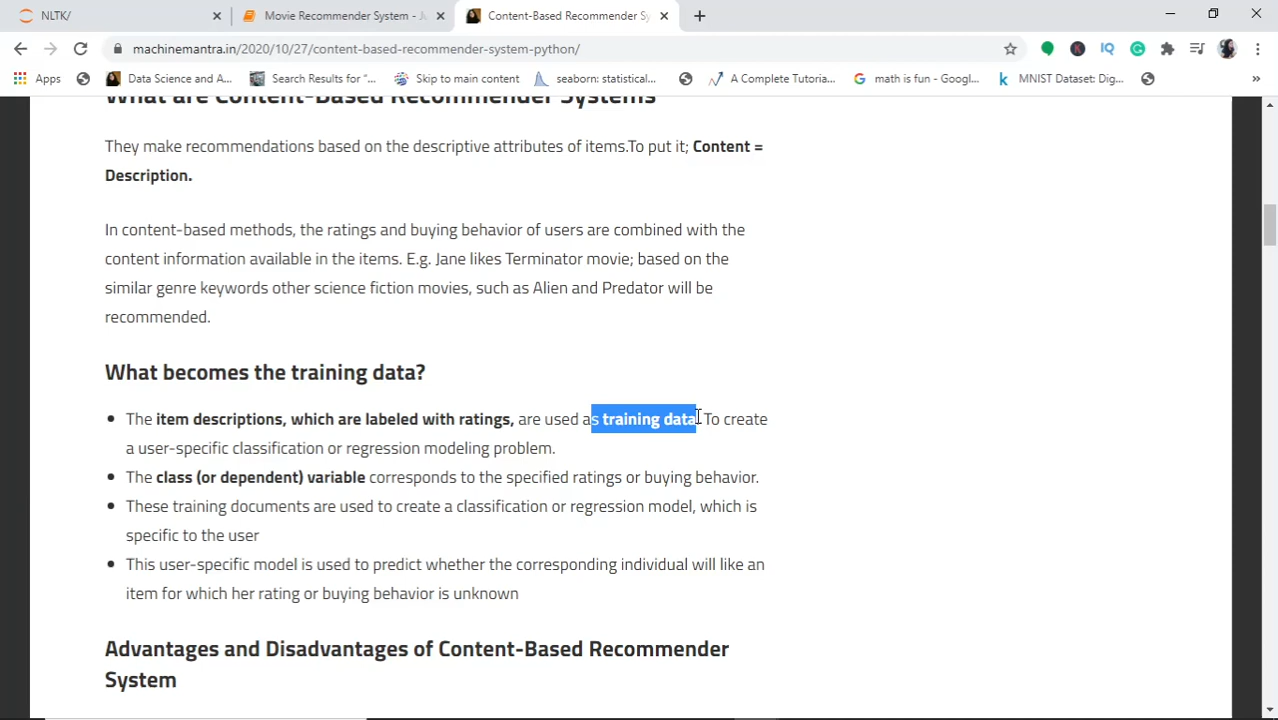 NLTK/
Movie Recommender System - Ju
Content-Based Recommender Sy
machinemantra.in/2020/10/27/content-based-recommender-system-python/
Apps
Data Science and A...
Search Results for "...
Skip to main content
seaborn: statistical...
A Complete Tutoria...
math is fun - Googl...
MNIST Dataset: Dig...
What are Content-Based Recommender Systems
They make recommendations based on the descriptive attributes of items.To put it; Content =
Description.
In content-based methods, the ratings and buying behavior of users are combined with the
content information available in the items. E.g. Jane likes Terminator movie; based on the
similar genre keywords other science fiction movies, such as Alien and Predator will be
recommended.
What becomes the training data?
The item descriptions, which are labeled with ratings, are used as training data. To create
a user-specific classification or regression modeling problem.
The class (or dependent) variable corresponds to the specified ratings or buying behavior.
These training documents are used to create a classification or regression model, which is
specific to the user
This user-specific model is used to predict whether the corresponding individual will like an
item for which her rating or buying behavior is unknown
Advantages and Disadvantages of Content-Based Recommender
System